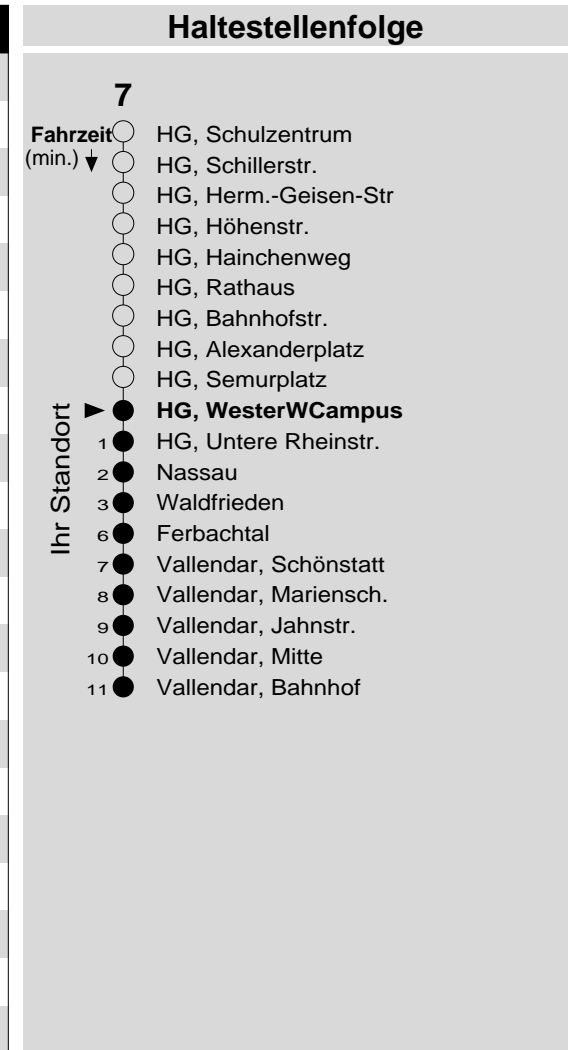 Haltestellenfolge
7
Fahrzeit
(min.)
HG, Schulzentrum
HG, Schillerstr.
HG, Herm.-Geisen-Str
HG, Höhenstr.
HG, Hainchenweg
HG, Rathaus
HG, Bahnhofstr.
HG, Alexanderplatz
HG, Semurplatz
Ihr Standort
HG, WesterWCampus
1 HG, Untere Rheinstr.
2 Nassau
3 Waldfrieden
6 Ferbachtal
7 Vallendar, Schönstatt
8 Vallendar, Mariensch.
9 Vallendar, Jahnstr.
10 Vallendar, Mitte
11 Vallendar, Bahnhof